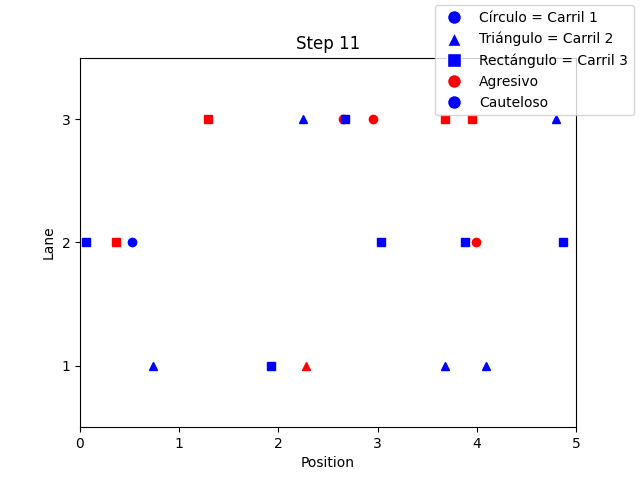 Step 11
Círculo = Carril 1
Triángulo = Carril 2
Rectángulo = Carril 3
Agresivo
Cauteloso
Lane
3
2
1
0 1 2 3 4 5
Position